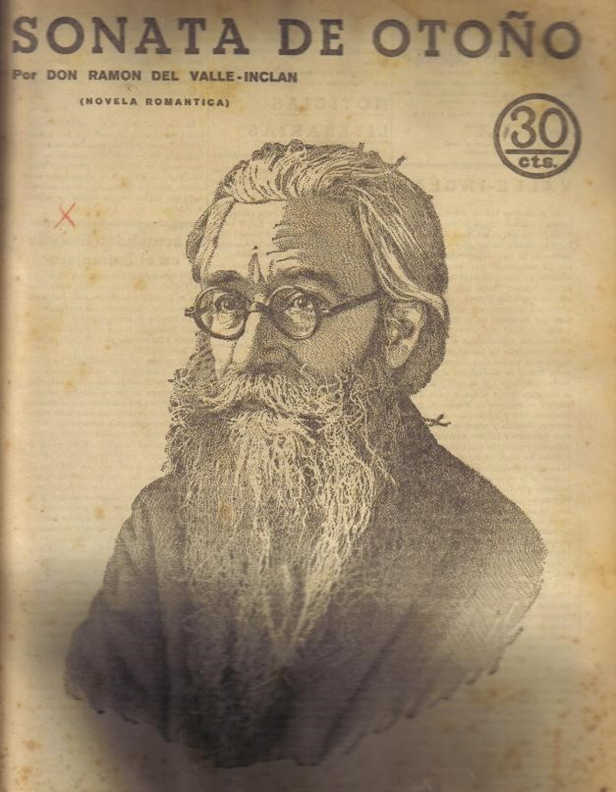 SONATA DE OTOÑO
Por DON RAMON DEL VALLE-INCLAN
(NOVELA ROMANTICA)
30
cts.